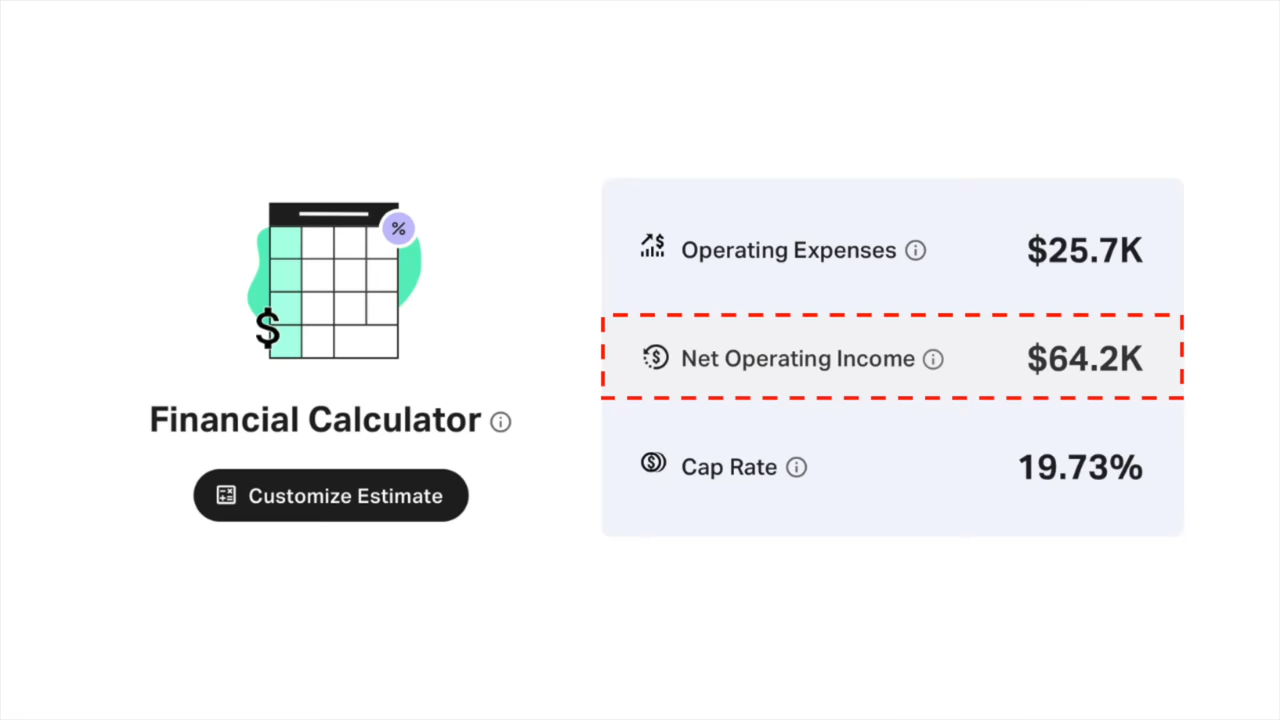 %
$
Financial Calculator
Customize Estimate
Operating Expenses $25.7K
Net Operating Income $64.2K
Cap Rate 19.73%